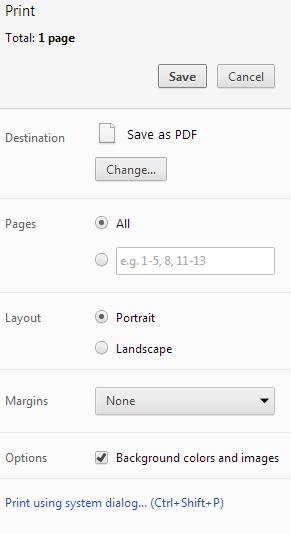 Print
Total: 1 page
Save Cancel
Destination Save as PDF
Change...
Pages All
e.g. 1-5, 8, 11-13
Layout Portrait
Landscape
Margins None
Options Background colors and images
Print using system dialog... (Ctrl+Shift+P)